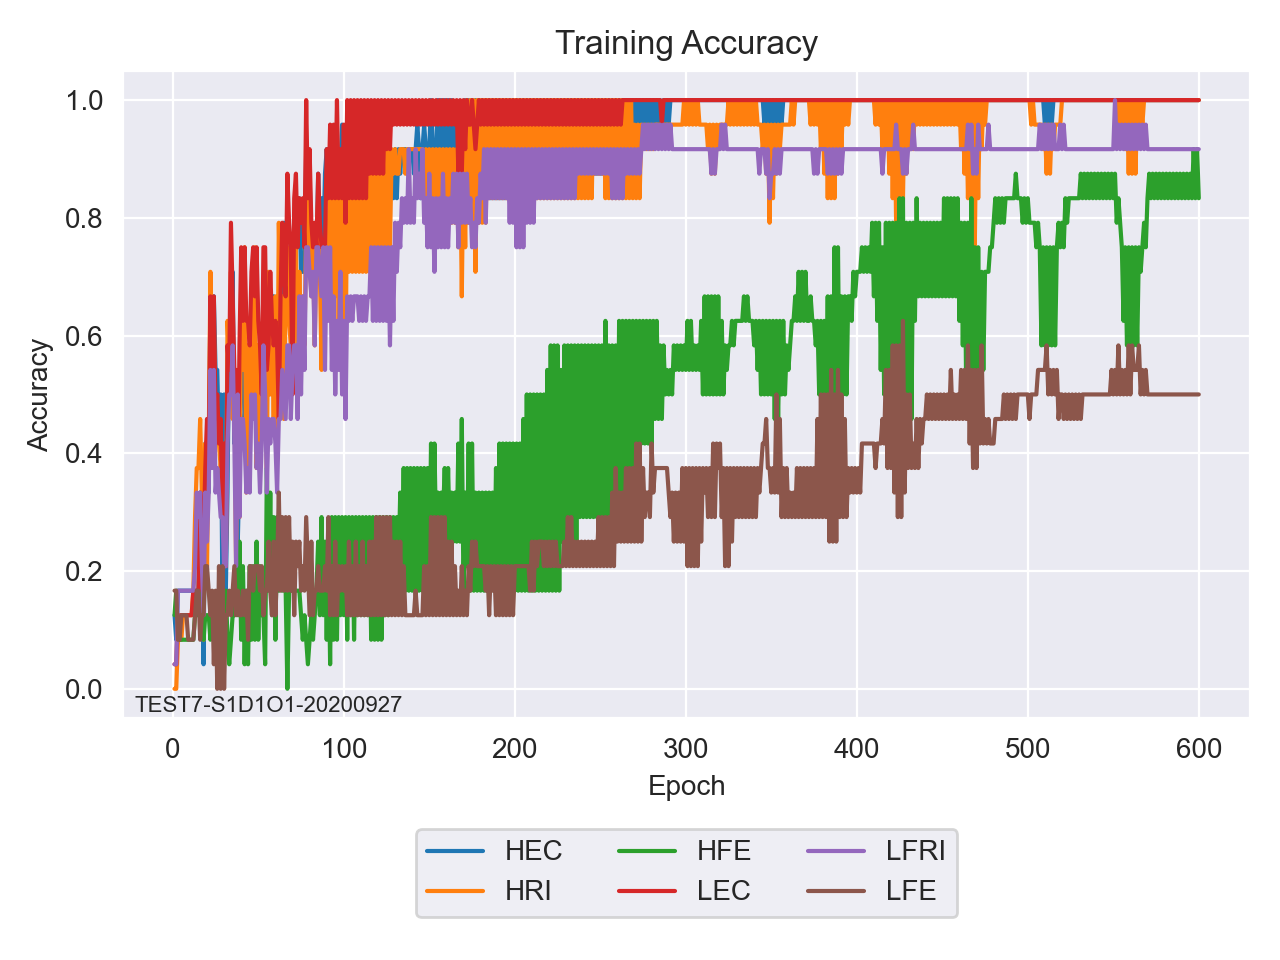 Training Accuracy
1.0
0.8
0.6
0.4
0.2
0.0
Accuracy
TEST7-S1D1O1-20200927
0 100 200 300 400 500 600
Epoch
HEC HFE LFRI
HRI LEC LFE